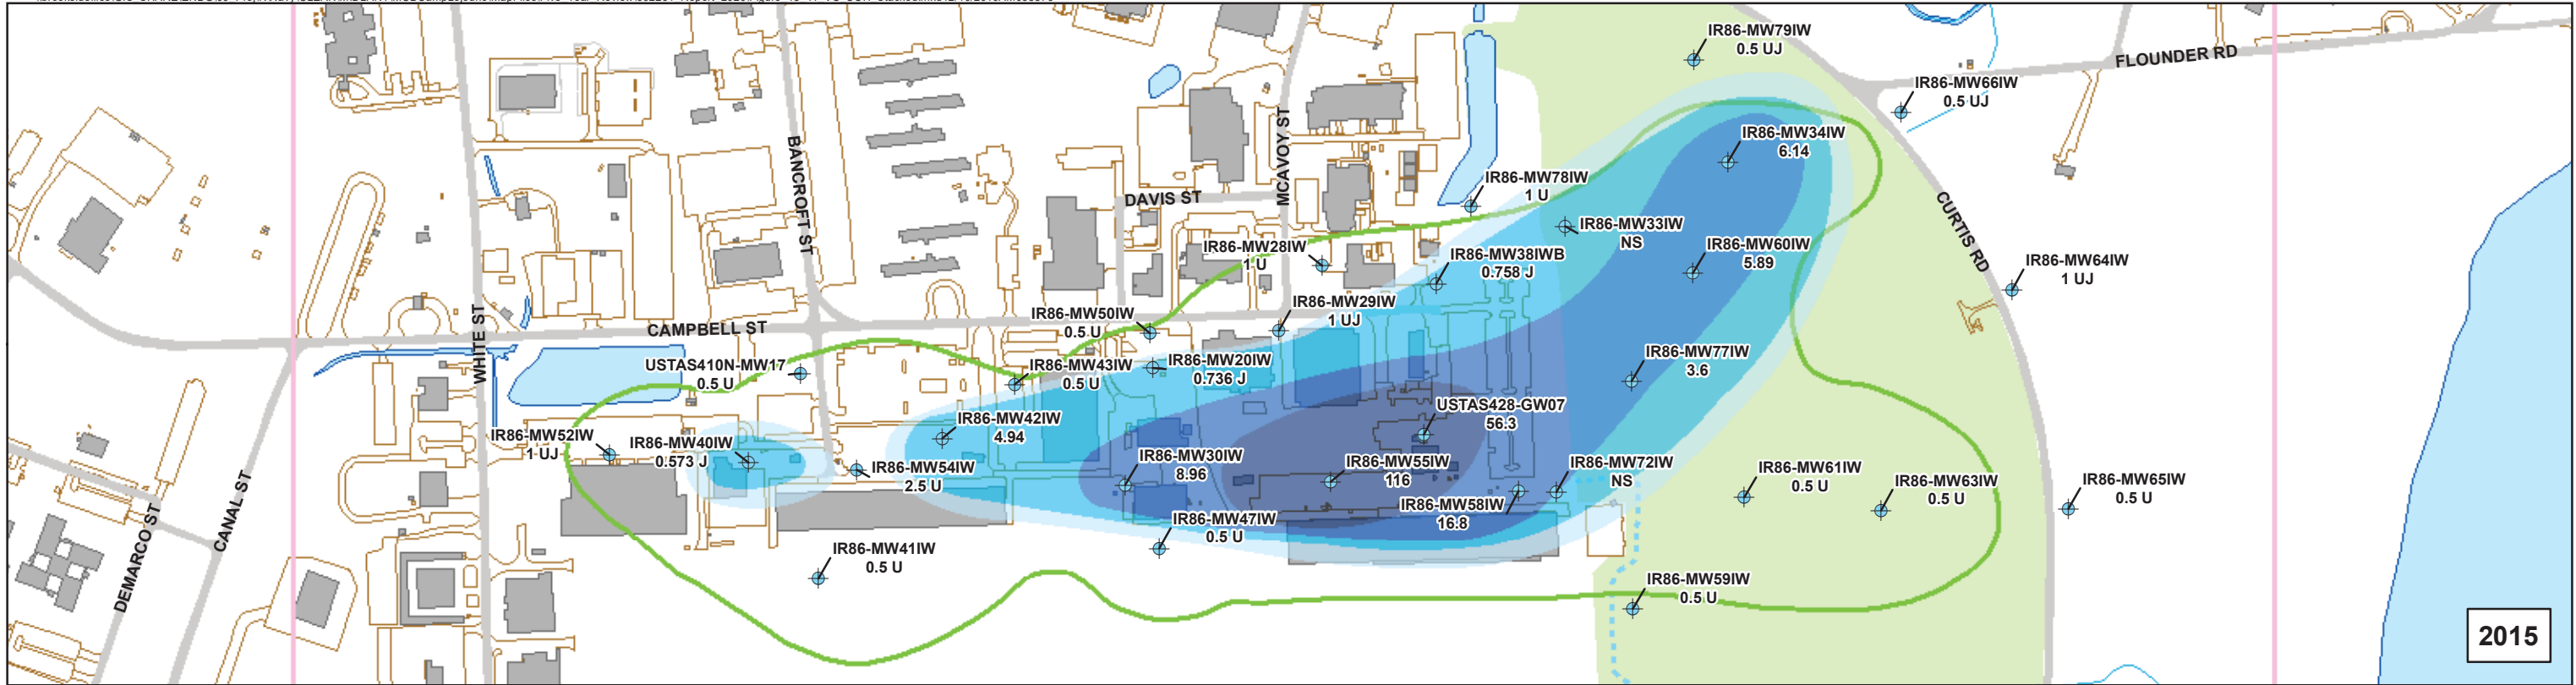 IR86-MW79IW
0.5 UJ
FLOUNDER RD
IR86-MW66IW
0.5 UJ
IR86-MW34IW
6.14
BANCROFT ST
MCAVOY ST
DAVIS ST
IR86-MW78IW
1 U
IR86-MW33IW
NS
CURTIS RD
IR86-MW28IW
1 U
IR86-MW38IWB
0.758 J
IR86-MW60IW
5.89
IR86-MW64IW
1 UJ
IR86-MW29IW
1 UJ
IR86-MW50IW
0.5 U
CAMPBELL ST
WHITE ST
USTAS410N-MW17
0.5 U
IR86-MW43IW
0.5 U
IR86-MW20IW
0.736 J
IR86-MW77IW
3.6
USTAS428-GW07
56.3
IR86-MW42IW
4.94
IR86-MW52IW
1 UJ
IR86-MW40IW
0.573 J
IR86-MW54IW
2.5 U
IR86-MW30IW
8.96
IR86-MW55IW
116
IR86-MW72IW
NS
IR86-MW58IW
16.8
IR86-MW61IW
0.5 U
IR86-MW63IW
0.5 U
IR86-MW65IW
0.5 U
IR86-MW47IW
0.5 U
IR86-MW41IW
0.5 U
IR86-MW59IW
0.5 U
CANAL ST
DEMARCO ST
2015